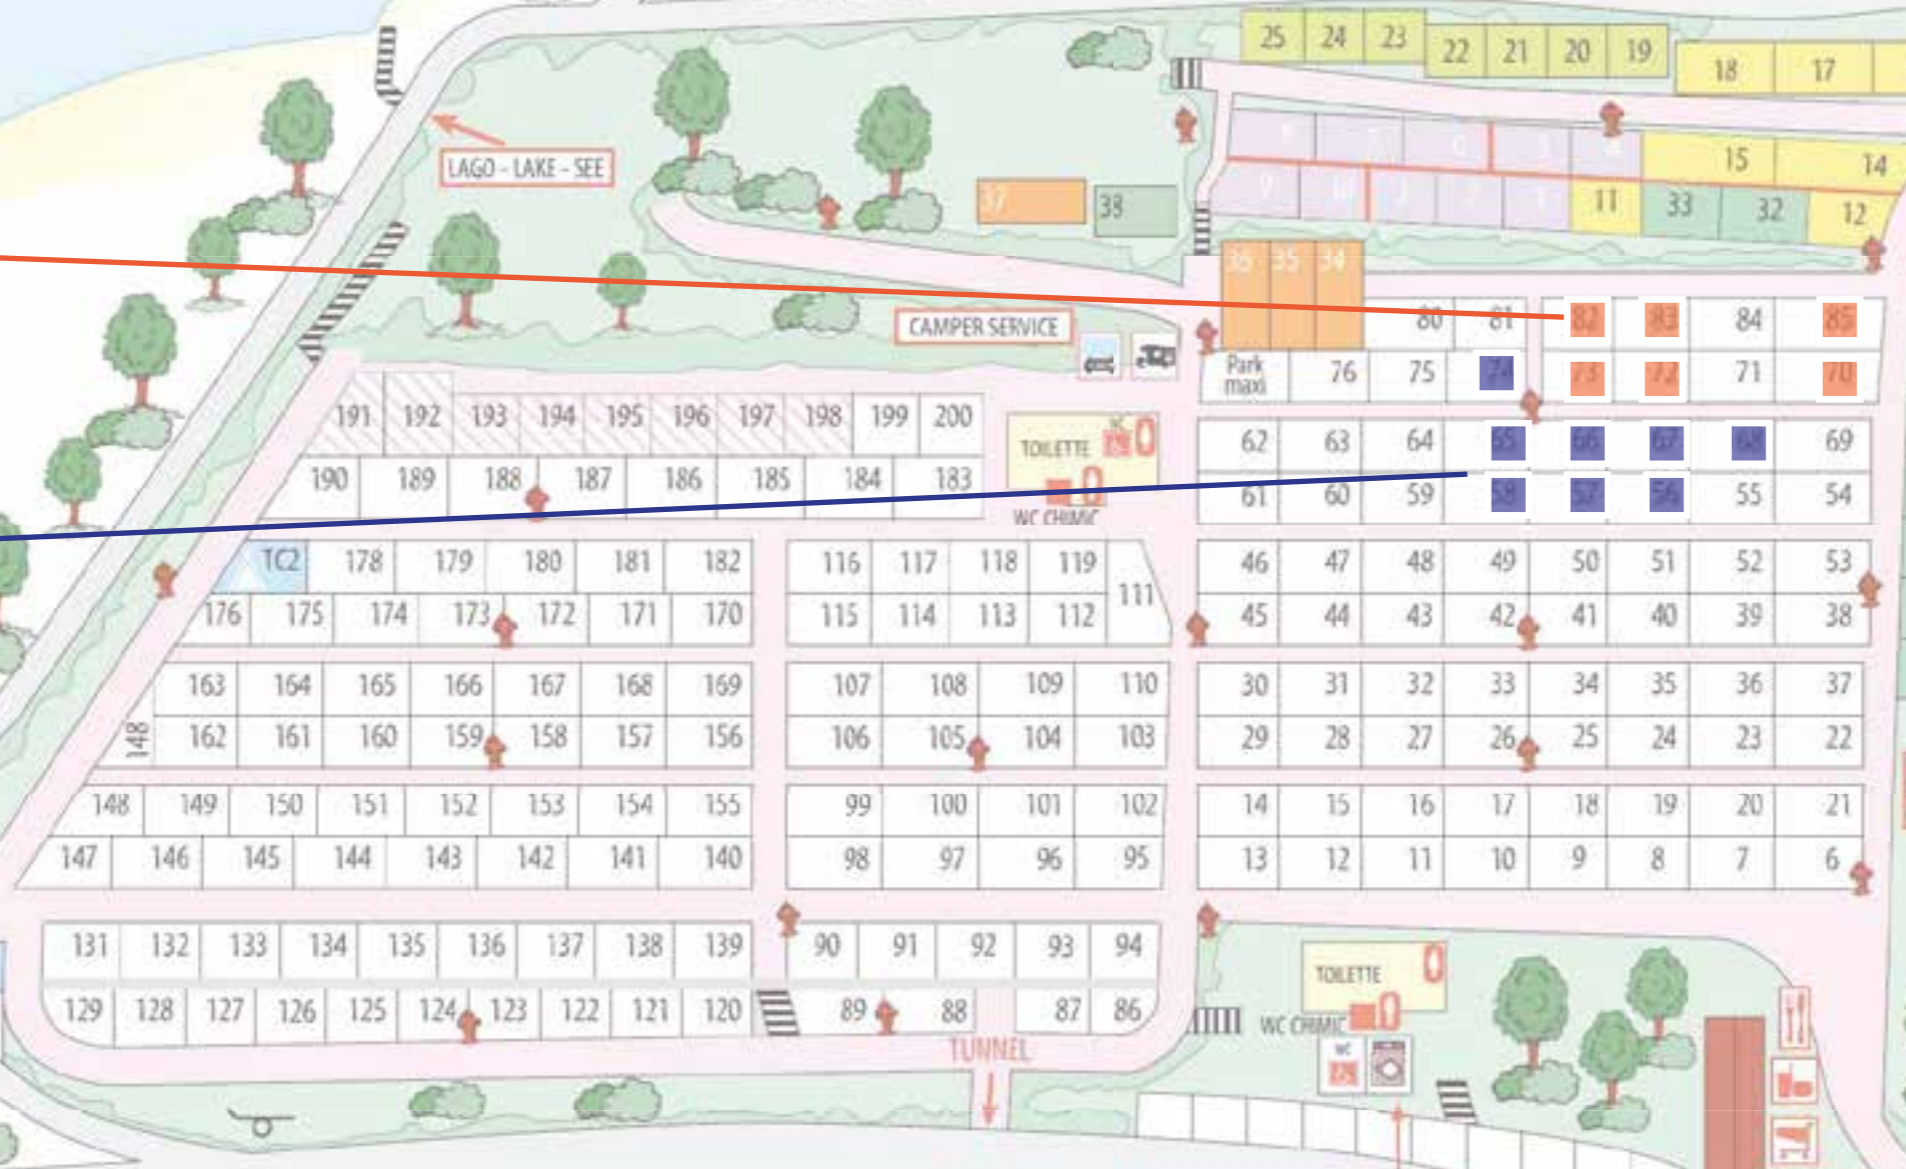 25 24 23 22 21 20 19
18 17
LAGO - LAKE - SEE
15 14
37 38
11 33 32 12
36 35 34
CAMPER SERVICE
80 81 82 83 84 85
Park maxi 76 75 74 73 72 71 70
191 192 193 194 195 196 197 198 199 200
TOILETTE
WC
62 63 64 65 66 67 68 69
190 189 188 187 186 185 184 183
61 60 59 58 57 56 55 54
WC CHIMIC
TC2 178 179 180 181 182
116 117 118 119
111
46 47 48 49 50 51 52 53
176 175 174 173 172 171 170
115 114 113 112
45 44 43 42 41 40 39 38
163 164 165 166 167 168 169
107 108 109 110
30 31 32 33 34 35 36 37
148
162 161 160 159 158 157 156
106 105 104 103
29 28 27 26 25 24 23 22
148 149 150 151 152 153 154 155
99 100 101 102
14 15 16 17 18 19 20 21
147 146 145 144 143 142 141 140
98 97 96 95
13 12 11 10 9 8 7 6
131 132 133 134 135 136 137 138 139
90 91 92 93 94
TOILETTE
129 128 127 126 125 124 123 122 121 120
89 88 87 86
WC CHIMIC
WC
TUNNEL